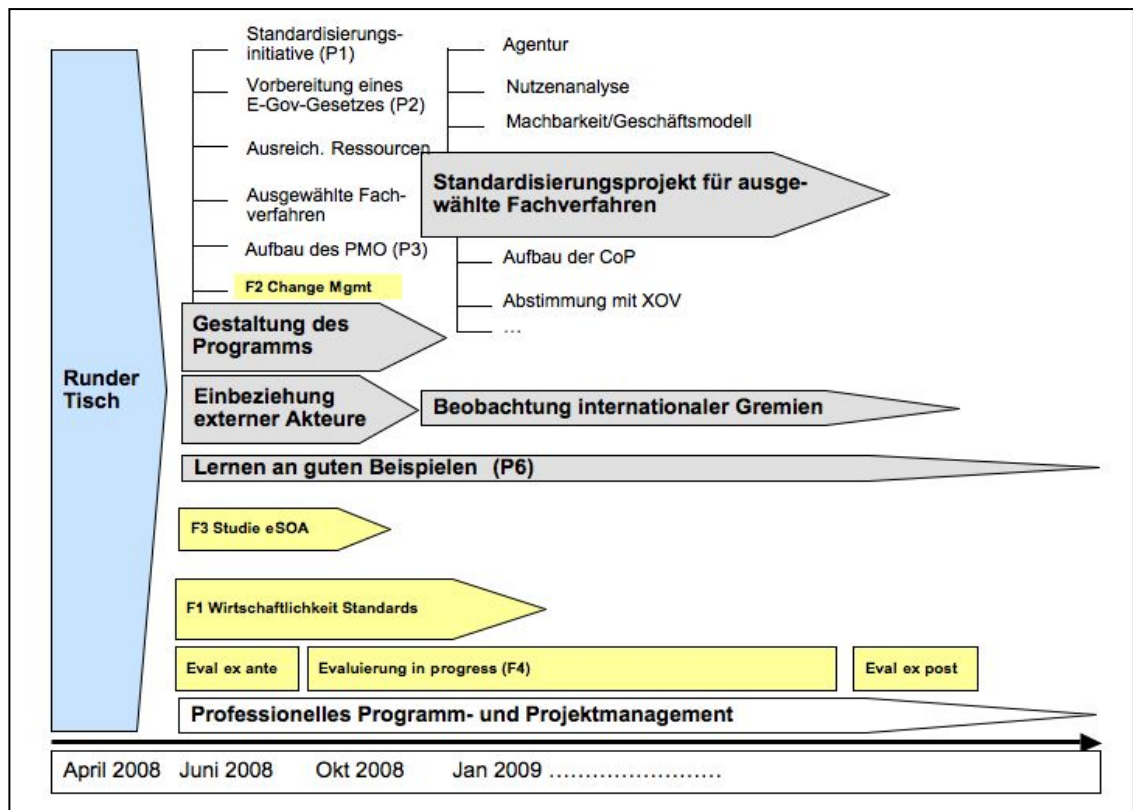 Standardisierungs-
initiative (P1)
Vorbereitung eines
E-Gov-Gesetzes (P2)
Ausreich. Ressourcen
Ausgewählte Fach-
verfahren
Aufbau des PMO (P3)
F2 Change Mgmt
Agentur
Nutzenanalyse
Machbarkeit/Geschäftsmodell
Standardisierungsprojekt für ausge-
wählte Fachverfahren
Aufbau der CoP
Abstimmung mit XOV
...
Runder
Tisch
Gestaltung des
Programms
Einbeziehung
externer Akteure
Beobachtung internationaler Gremien
Lernen an guten Beispielen (P6)
F3 Studie eSOA
F1 Wirtschaftlichkeit Standards
Eval ex ante
Evaluierung in progress (F4)
Eval ex post
Professionelles Programm- und Projektmanagement
April 2008 Juni 2008 Okt 2008 Jan 2009 ........................